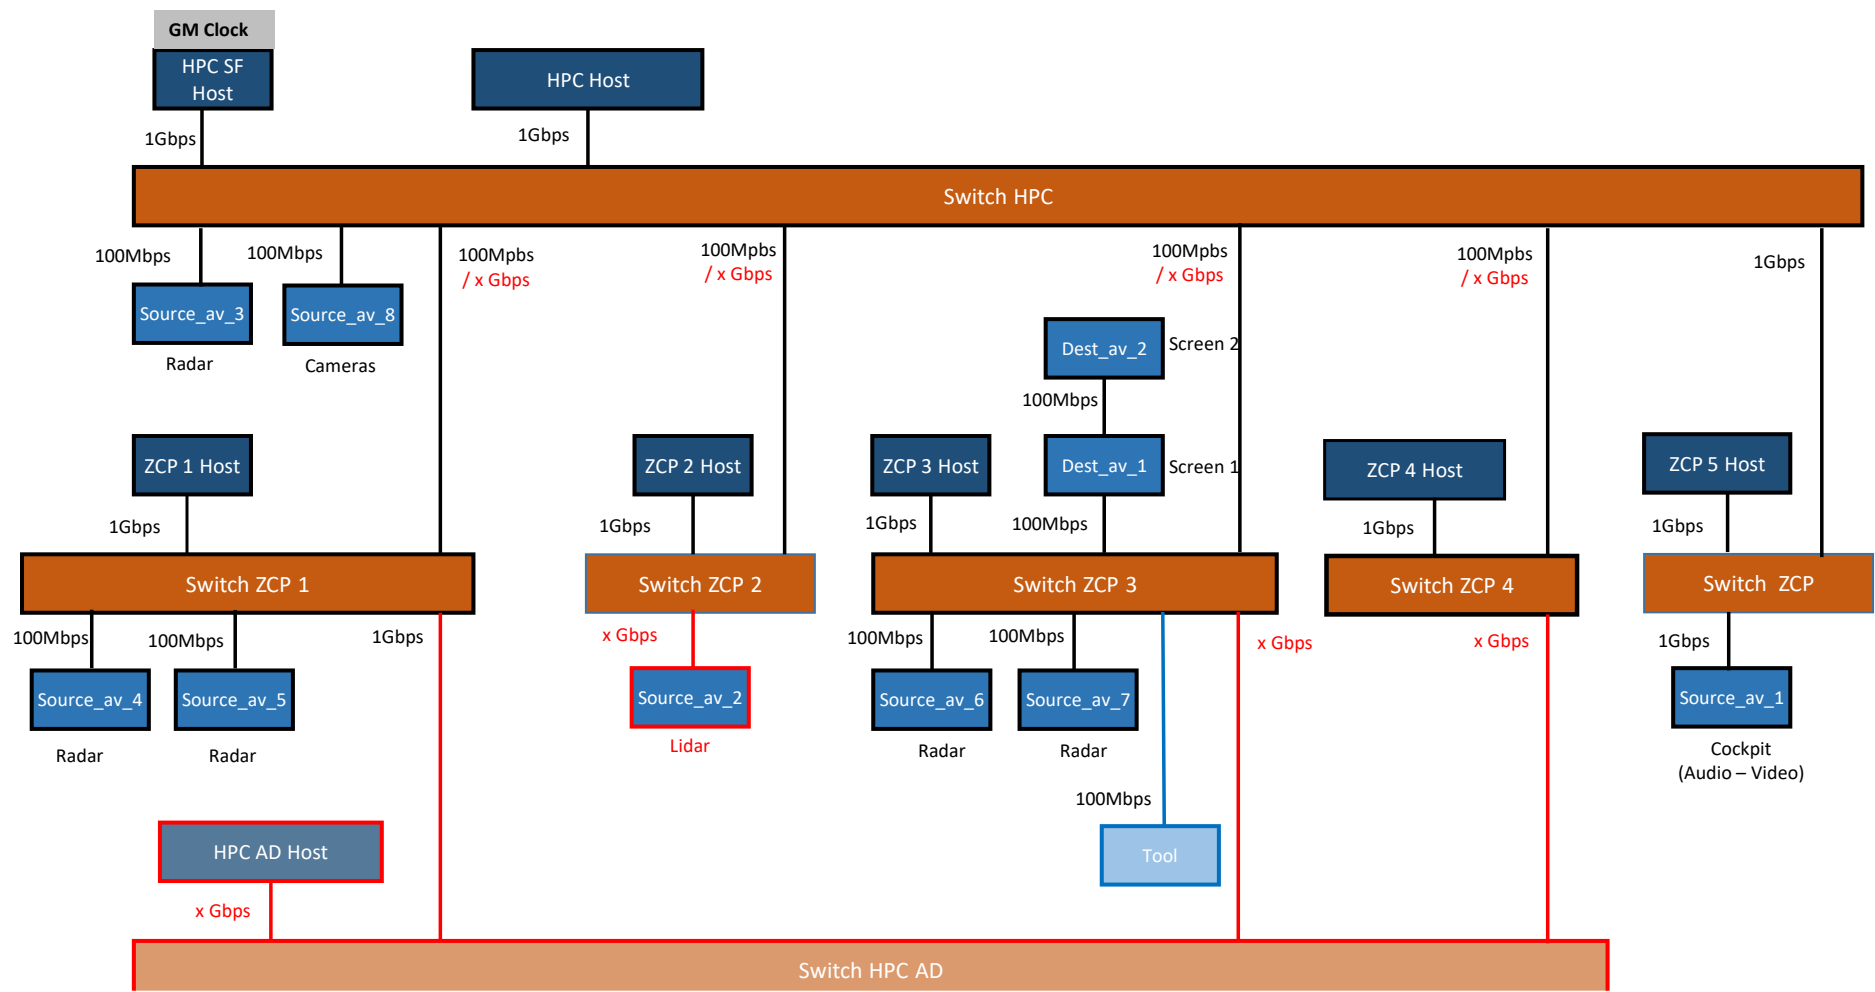 GM Clock
HPC SF
Host
HPC Host
1Gbps
1Gbps
Switch HPC
100Mbps
100Mbps
100Mpbs
/ x Gbps
100Mpbs
/ x Gbps
100Mpbs
/ x Gbps
100Mpbs
/ x Gbps
1Gbps
Source_av_3
Source_av_8
Radar
Cameras
Dest_av_2
Screen 2
100Mbps
ZCP 1 Host
ZCP 2 Host
ZCP 3 Host
Dest_av_1
Screen 1
ZCP 4 Host
ZCP 5 Host
1Gbps
1Gbps
1Gbps
100Mbps
1Gbps
1Gbps
Switch ZCP 1
Switch ZCP 2
Switch ZCP 3
Switch ZCP 4
Switch  ZCP
100Mbps
100Mbps
1Gbps
x Gbps
100Mbps
100Mbps
x Gbps
x Gbps
1Gbps
Source_av_4
Source_av_5
Source_av_2
Source_av_6
Source_av_7
Source_av_1
Radar
Radar
Lidar
Radar
Radar
Cockpit
(Audio – Video)
100Mbps
HPC AD Host
Tool
x Gbps
Switch HPC AD